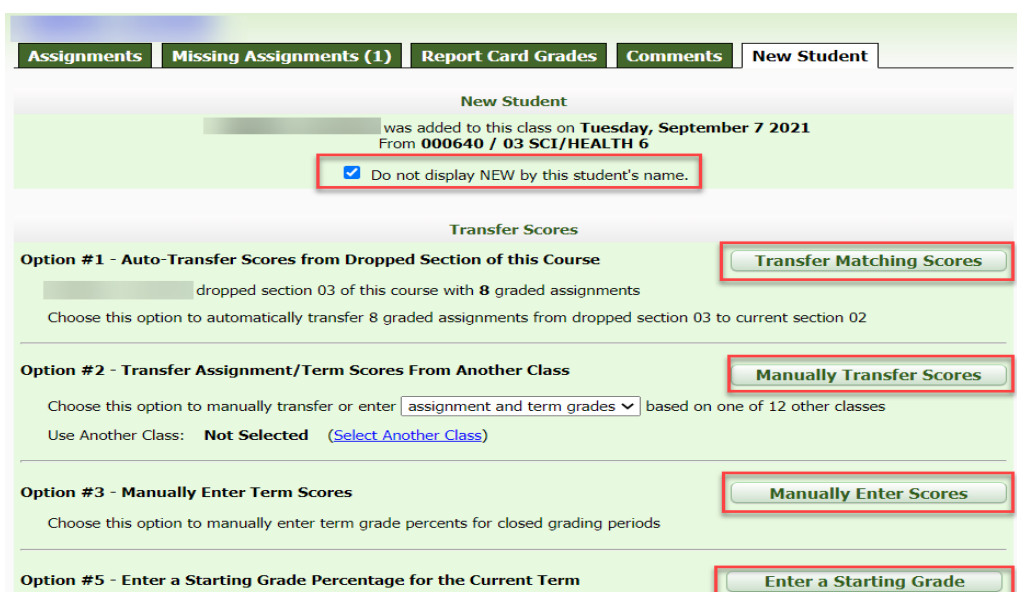 Assignments Missing Assignments (1) Report Card Grades Comments New Student
New Student
was added to this class on Tuesday, September 7 2021
From 000640 / 03 SCI/HEALTH 6
Do not display NEW by this student's name.
Transfer Scores
Option #1 - Auto-Transfer Scores from Dropped Section of this Course Transfer Matching Scores
dropped section 03 of this course with 8 graded assignments
Choose this option to automatically transfer 8 graded assignments from dropped section 03 to current section 02
Option #2 - Transfer Assignment/Term Scores From Another Class Manually Transfer Scores
Choose this option to manually transfer or enter assignment and term grades based on one of 12 other classes
Use Another Class: Not Selected (Select Another Class)
Option #3 - Manually Enter Term Scores Manually Enter Scores
Choose this option to manually enter term grade percents for closed grading periods
Option #5 - Enter a Starting Grade Percentage for the Current Term Enter a Starting Grade